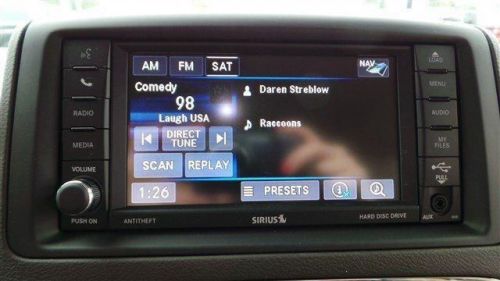 AM FM SAT NAV
LOAD
Comedy
98
Laugh USA
Daren Streblow
Raccoons
MENU
RADIO
AUDIO
DIRECT TUNE
MEDIA
MY FILES
SCAN REPLAY
VOLUME
PULL
1:26 PRESETS
PUSH ON
ANTITHEFT SIRIUS HARD DISC DRIVE AUX